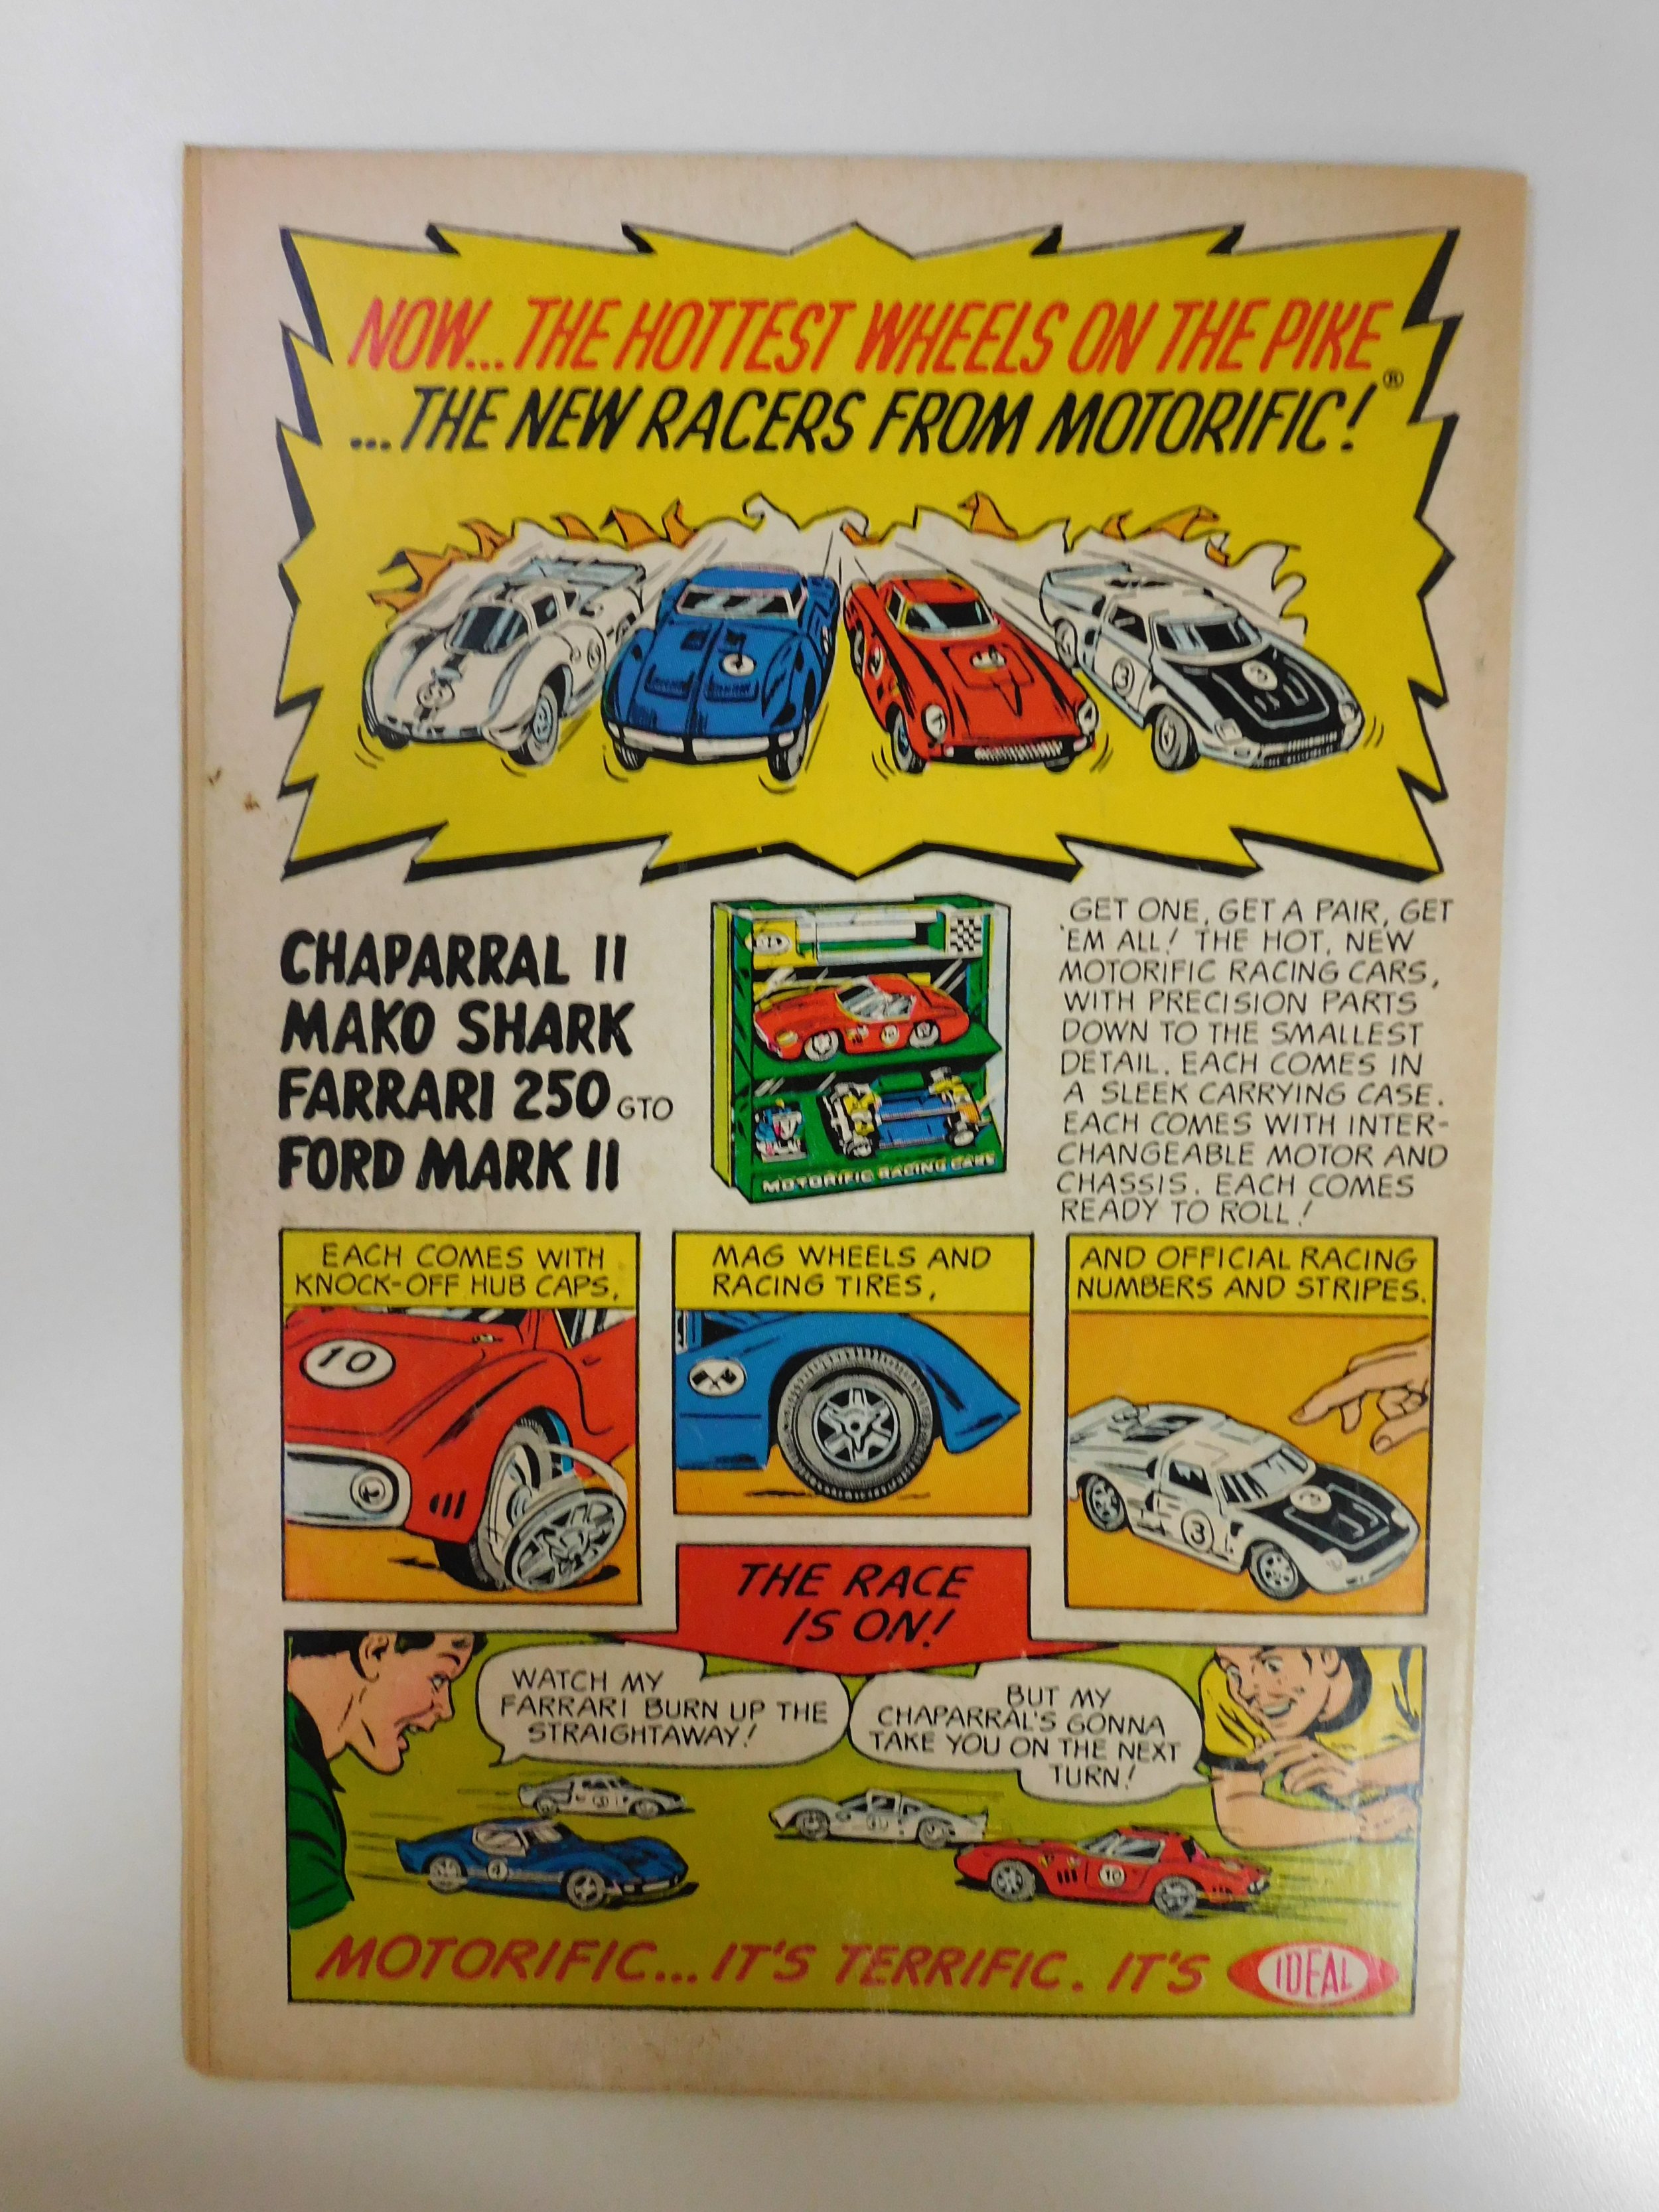 NOW... THE HOTTEST WHEELS ON THE PIKE
...THE NEW RACERS FROM MOTORIFIC!®
CHAPARRAL II
MAKO SHARK
FARRARI 250 GTO
FORD MARK II
MOTORIFIC RACING CARS
GET ONE, GET A PAIR, GET
'EM ALL! THE HOT, NEW
MOTORIFIC RACING CARS,
WITH PRECISION PARTS
DOWN TO THE SMALLEST
DETAIL. EACH COMES IN
A SLEEK CARRYING CASE.
EACH COMES WITH INTER-
CHANGEABLE MOTOR AND
CHASSIS. EACH COMES
READY TO ROLL!
EACH COMES WITH
KNOCK-OFF HUB CAPS,
10
MAG WHEELS AND
RACING TIRES,
AND OFFICIAL RACING
NUMBERS AND STRIPES.
3
3
THE RACE
IS ON!
WATCH MY
FARRARI BURN UP THE
STRAIGHTAWAY!
BUT MY
CHAPARRAL'S GONNA
TAKE YOU ON THE NEXT
TURN!
3
10
MOTORIFIC... IT'S TERRIFIC. IT'S IDEAL